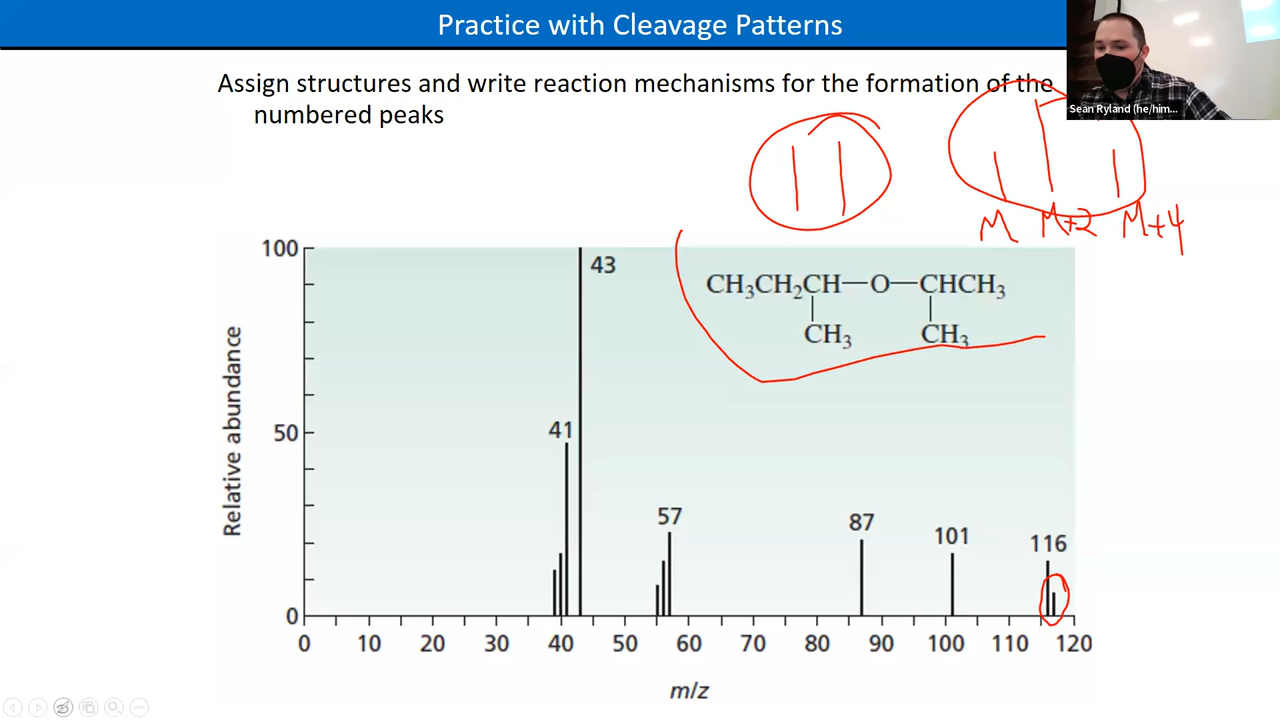 Practice with Cleavage Patterns
Assign structures and write reaction mechanisms for the formation of the
numbered peaks
Sean Ryland (he/him...
M M+2 M+4
100
43
CH3CH2CH—O—CHCH3
CH3 CH3
Relative abundance
41
50
57
87
101
116
0
0 10 20 30 40 50 60 70 80 90 100 110 120
m/z